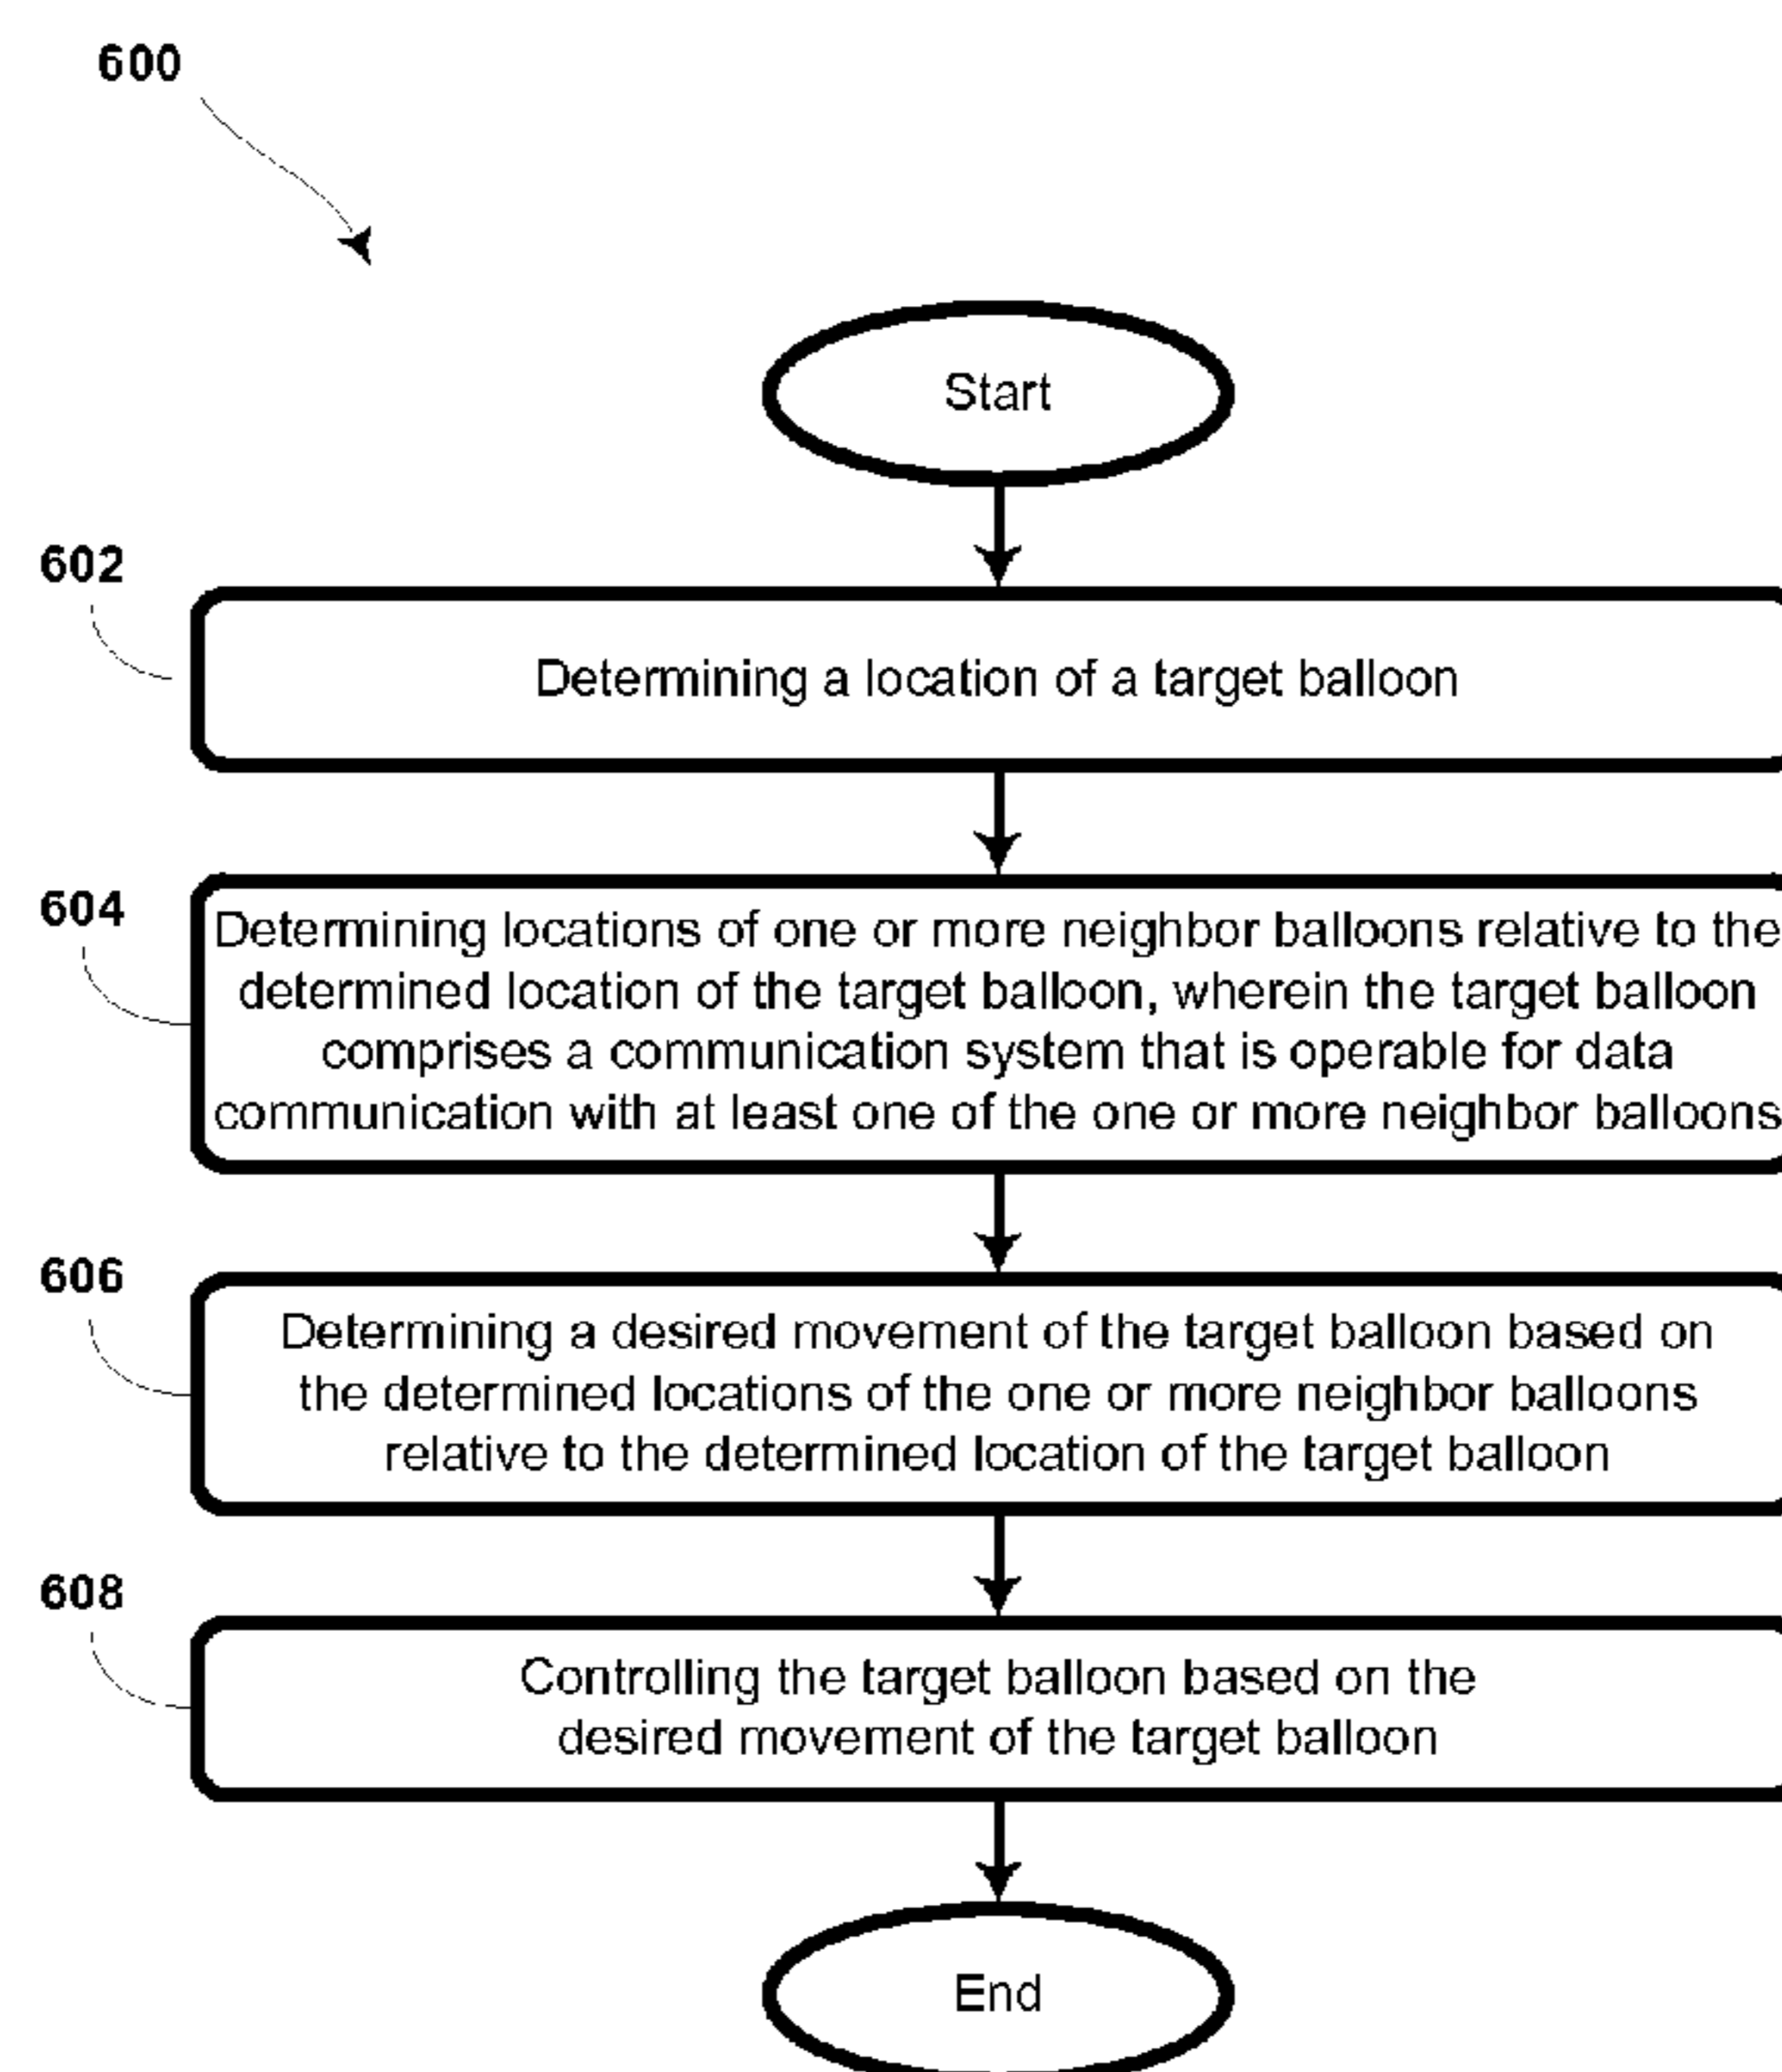 600
Start
602
Determining a location of a target balloon
604
Determining locations of one or more neighbor balloons relative to the
determined location of the target balloon, wherein the target balloon
comprises a communication system that is operable for data
communication with at least one of the one or more neighbor balloons
606
Determining a desired movement of the target balloon based on
the determined locations of the one or more neighbor balloons
relative to the determined location of the target balloon
608
Controlling the target balloon based on the
desired movement of the target balloon
End